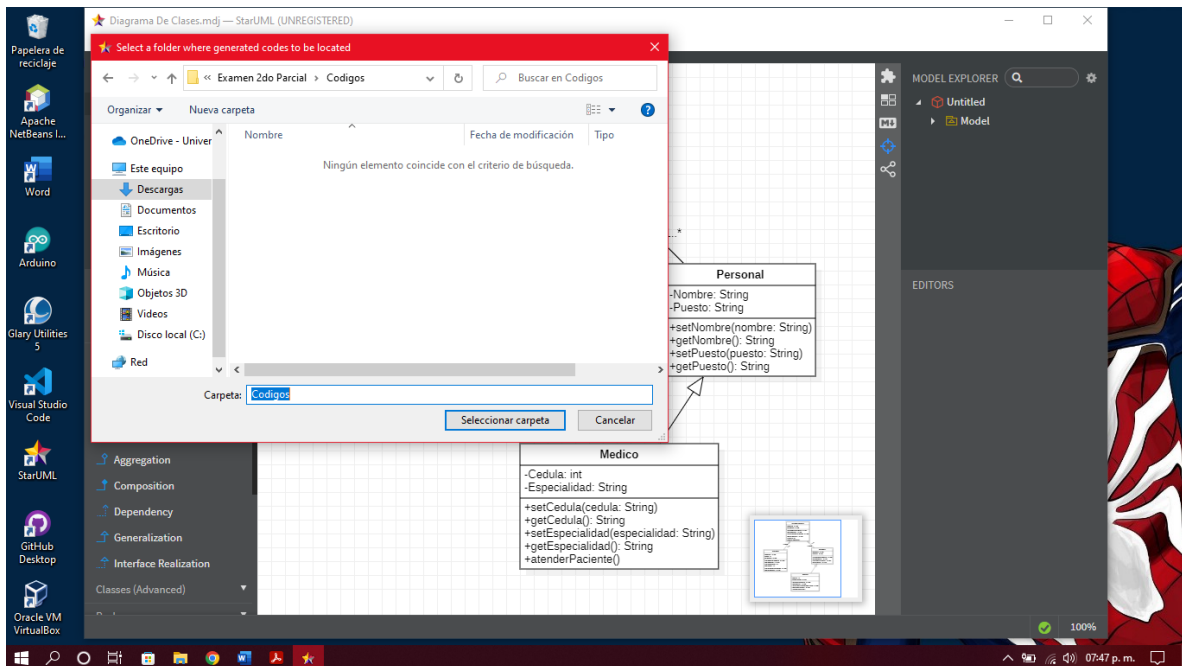 Papelera de
reciclaje
Apache
NetBeans I...
Word
Arduino
Glary Utilities
5
Visual Studio
Code
StarUML
GitHub
Desktop
Oracle VM
VirtualBox
Diagrama De Clases.mdj — StarUML (UNREGISTERED)
Select a folder where generated codes to be located
« Examen 2do Parcial › Codigos
Buscar en Codigos
Organizar
Nueva carpeta
OneDrive - Univer
Este equipo
Descargas
Documentos
Escritorio
Imágenes
Música
Objetos 3D
Videos
Disco local (C:)
Red
Nombre
Fecha de modificación
Tipo
Ningún elemento coincide con el criterio de búsqueda.
Carpeta: Codigos
Seleccionar carpeta
Cancelar
Aggregation
Composition
Dependency
Generalization
Interface Realization
Classes (Advanced)
..*
Personal
-Nombre: String
-Puesto: String
+setNombre(nombre: String)
+getNombre(): String
+setPuesto(puesto: String)
+getPuesto(): String
Medico
-Cedula: int
-Especialidad: String
+setCedula(cedula: String)
+getCedula(): String
+setEspecialidad(especialidad: String)
+getEspecialidad(): String
+atenderPaciente()
M↓
MODEL EXPLORER
Untitled
Model
EDITORS
100%
07:47 p. m.